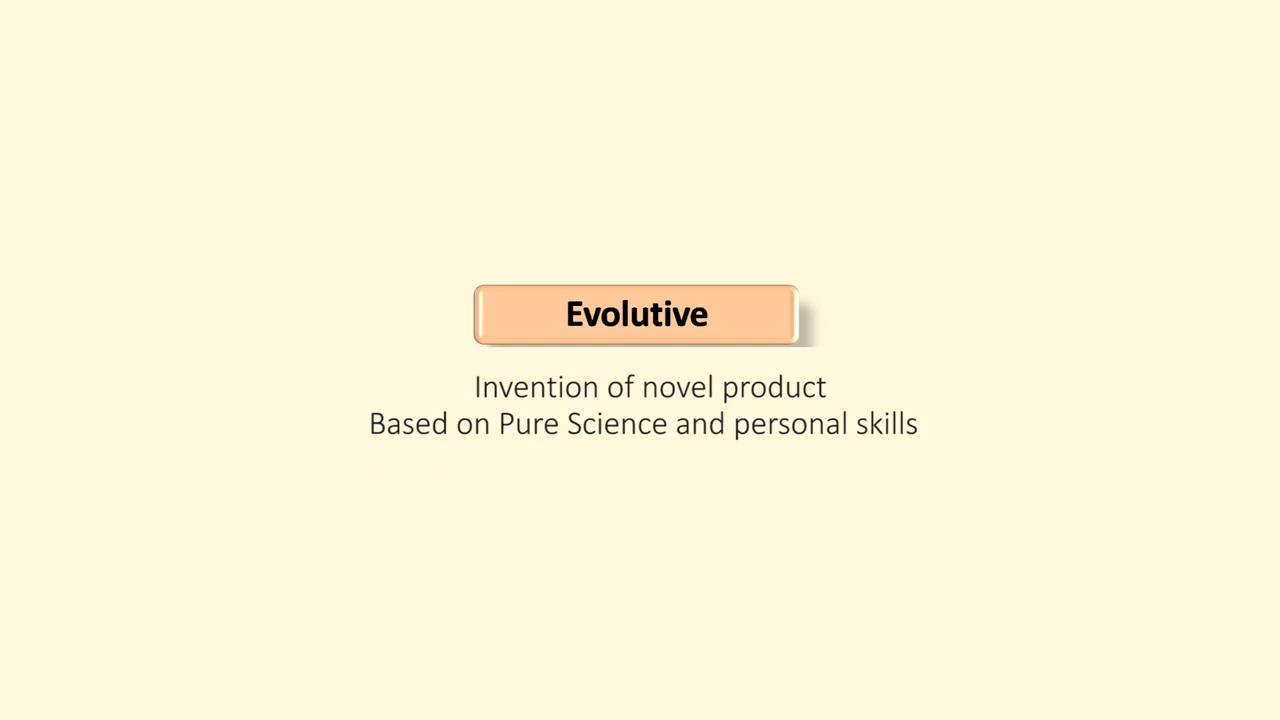 Evolutive
Invention of novel product
Based on Pure Science and personal skills